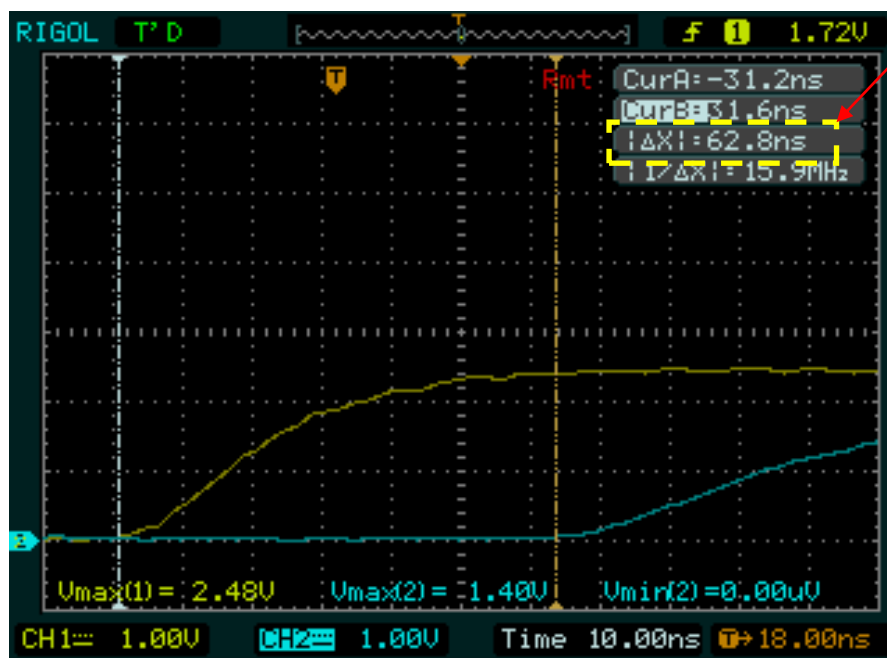 RIGOL T'D T f 1 1.72V
T Rmt CurA:-31.2ns
CurB:31.6ns
|ΔX|:62.8ns
|1/ΔX|:15.9MHz
2
Vmax(1)= 2.48V Vmax(2)= 1.40V Vmin(2)=0.00uV
CH1 1.00V CH2 1.00V Time 10.00ns T→18.00ns